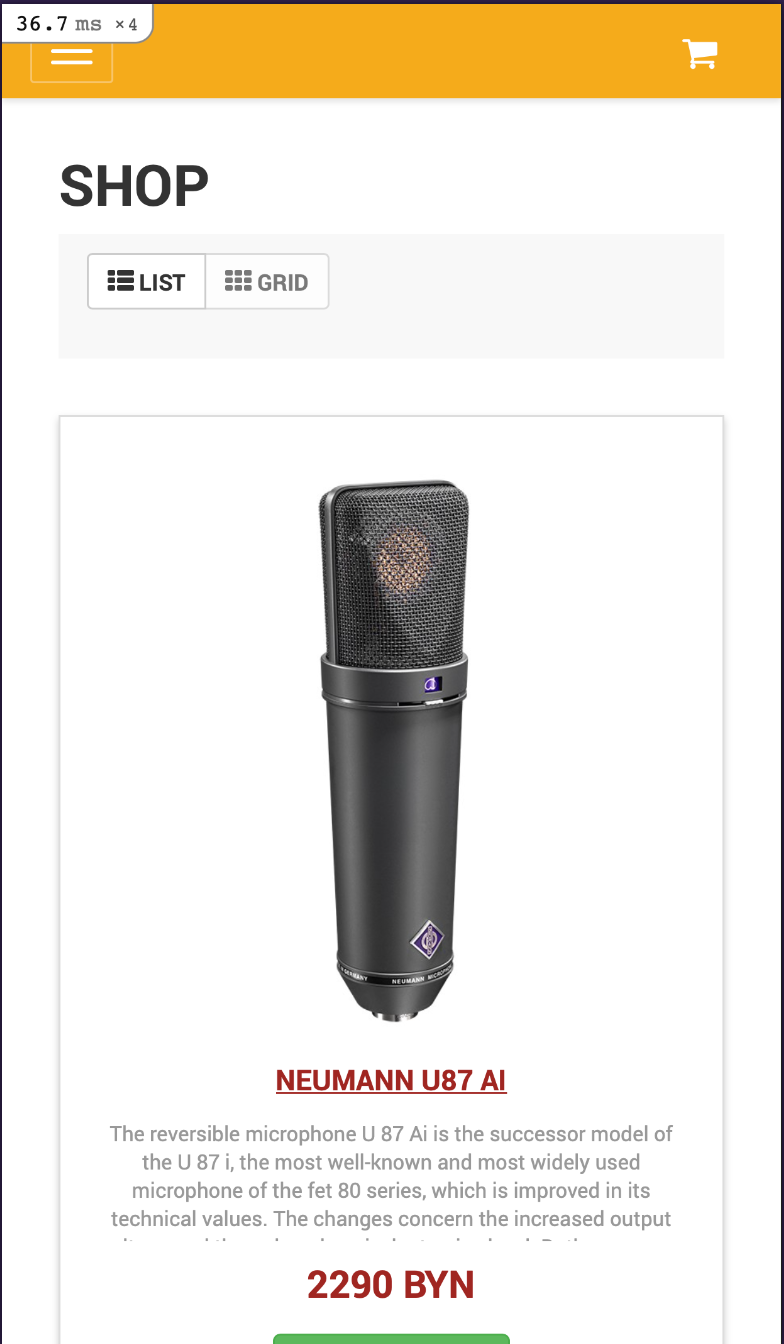 36.7 ms ×4
SHOP
LIST GRID
GERMANY NEUMANN
NEUMANN U87 AI
The reversible microphone U 87 Ai is the successor model of
the U 87 i, the most well-known and most widely used
microphone of the fet 80 series, which is improved in its
technical values. The changes concern the increased output
2290 BYN